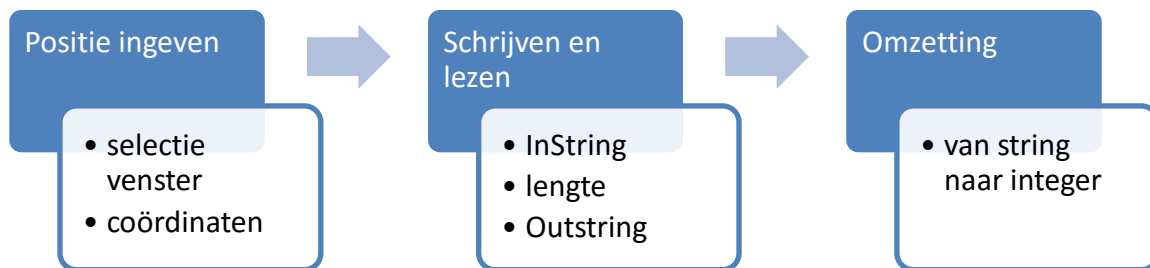 Positie ingeven
• selectie
venster
• coördinaten
Schrijven en
lezen
• InString
• lengte
• Outstring
Omzetting
• van string
naar integer